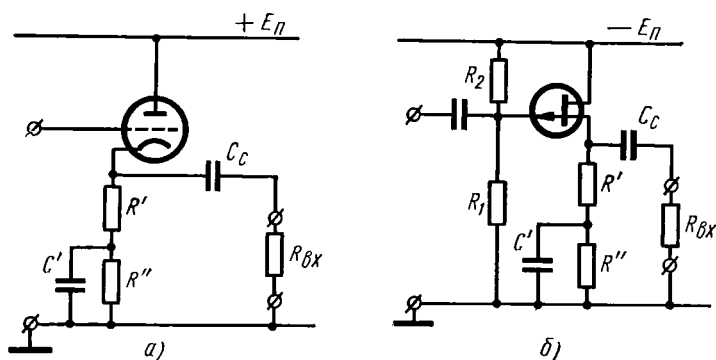 + Eп
Cс
R'
C'
R"
Rвх
а)
— Eп
R2
Cс
R1
R'
C'
R"
Rвх
б)